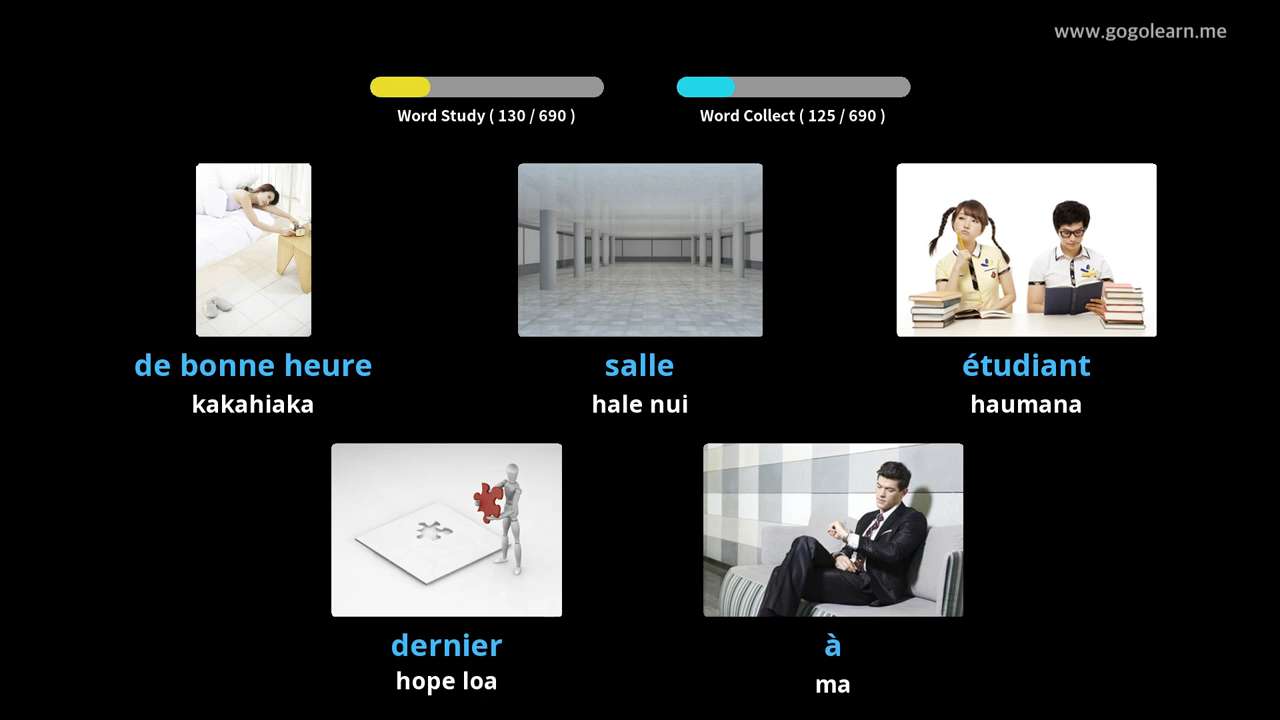 www.gogolearn.me
Word Study ( 130 / 690 )
Word Collect ( 125 / 690 )
de bonne heure
kakahiaka
salle
hale nui
étudiant
haumana
dernier
hope loa
à
ma